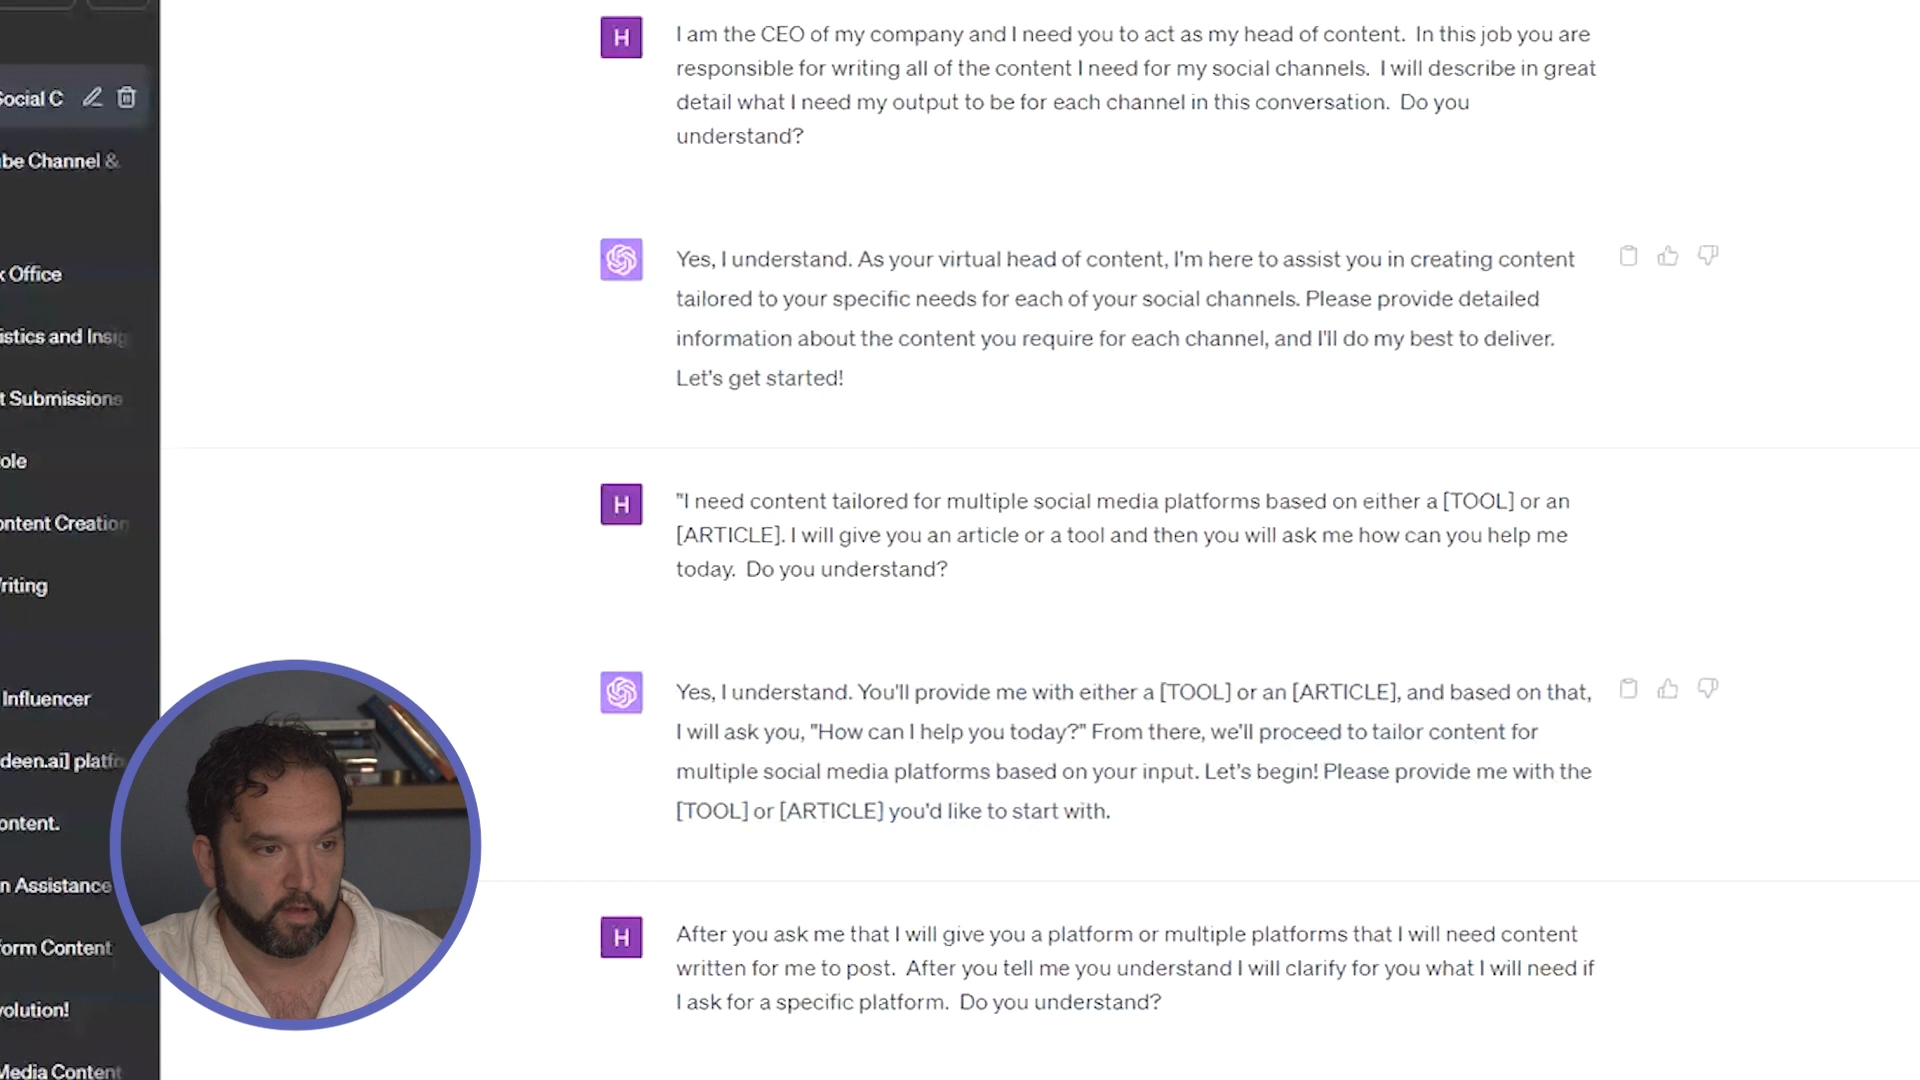 H
I am the CEO of my company and I need you to act as my head of content. In this job you are
responsible for writing all of the content I need for my social channels. I will describe in great
detail what I need my output to be for each channel in this conversation. Do you
understand?
Yes, I understand. As your virtual head of content, I'm here to assist you in creating content
tailored to your specific needs for each of your social channels. Please provide detailed
information about the content you require for each channel, and I'll do my best to deliver.
Let's get started!
H
"I need content tailored for multiple social media platforms based on either a [TOOL] or an
[ARTICLE]. I will give you an article or a tool and then you will ask me how can you help me
today. Do you understand?
Yes, I understand. You'll provide me with either a [TOOL] or an [ARTICLE], and based on that,
I will ask you, "How can I help you today?" From there, we'll proceed to tailor content for
multiple social media platforms based on your input. Let's begin! Please provide me with the
[TOOL] or [ARTICLE] you'd like to start with.
H
After you ask me that I will give you a platform or multiple platforms that I will need content
written for me to post. After you tell me you understand I will clarify for you what I will need if
I ask for a specific platform. Do you understand?
Social C
be Channel &
Office
istics and Insig
t Submissions
ole
ontent Creation
riting
Influencer
deen.ai] platfo
ontent.
n Assistance
orm Content
volution!
Media Content